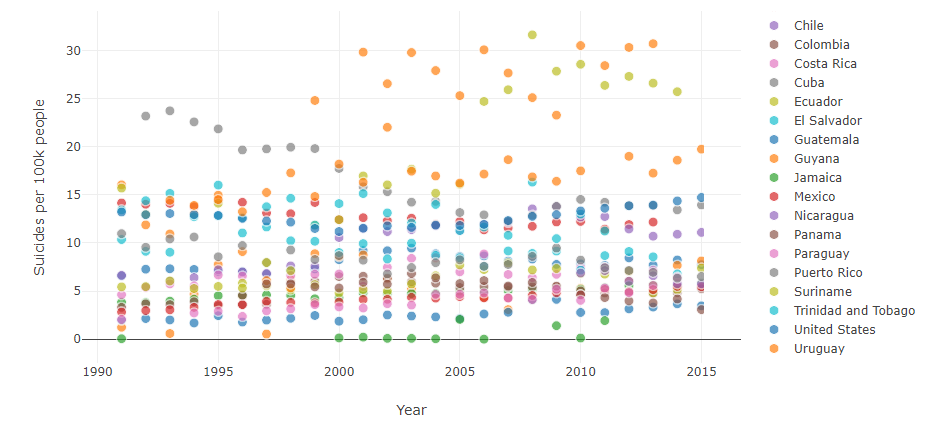 Suicides per 100k people
30
25
20
15
10
5
0
1990
1995
2000
2005
2010
2015
Year
Chile
Colombia
Costa Rica
Cuba
Ecuador
El Salvador
Guatemala
Guyana
Jamaica
Mexico
Nicaragua
Panama
Paraguay
Puerto Rico
Suriname
Trinidad and Tobago
United States
Uruguay